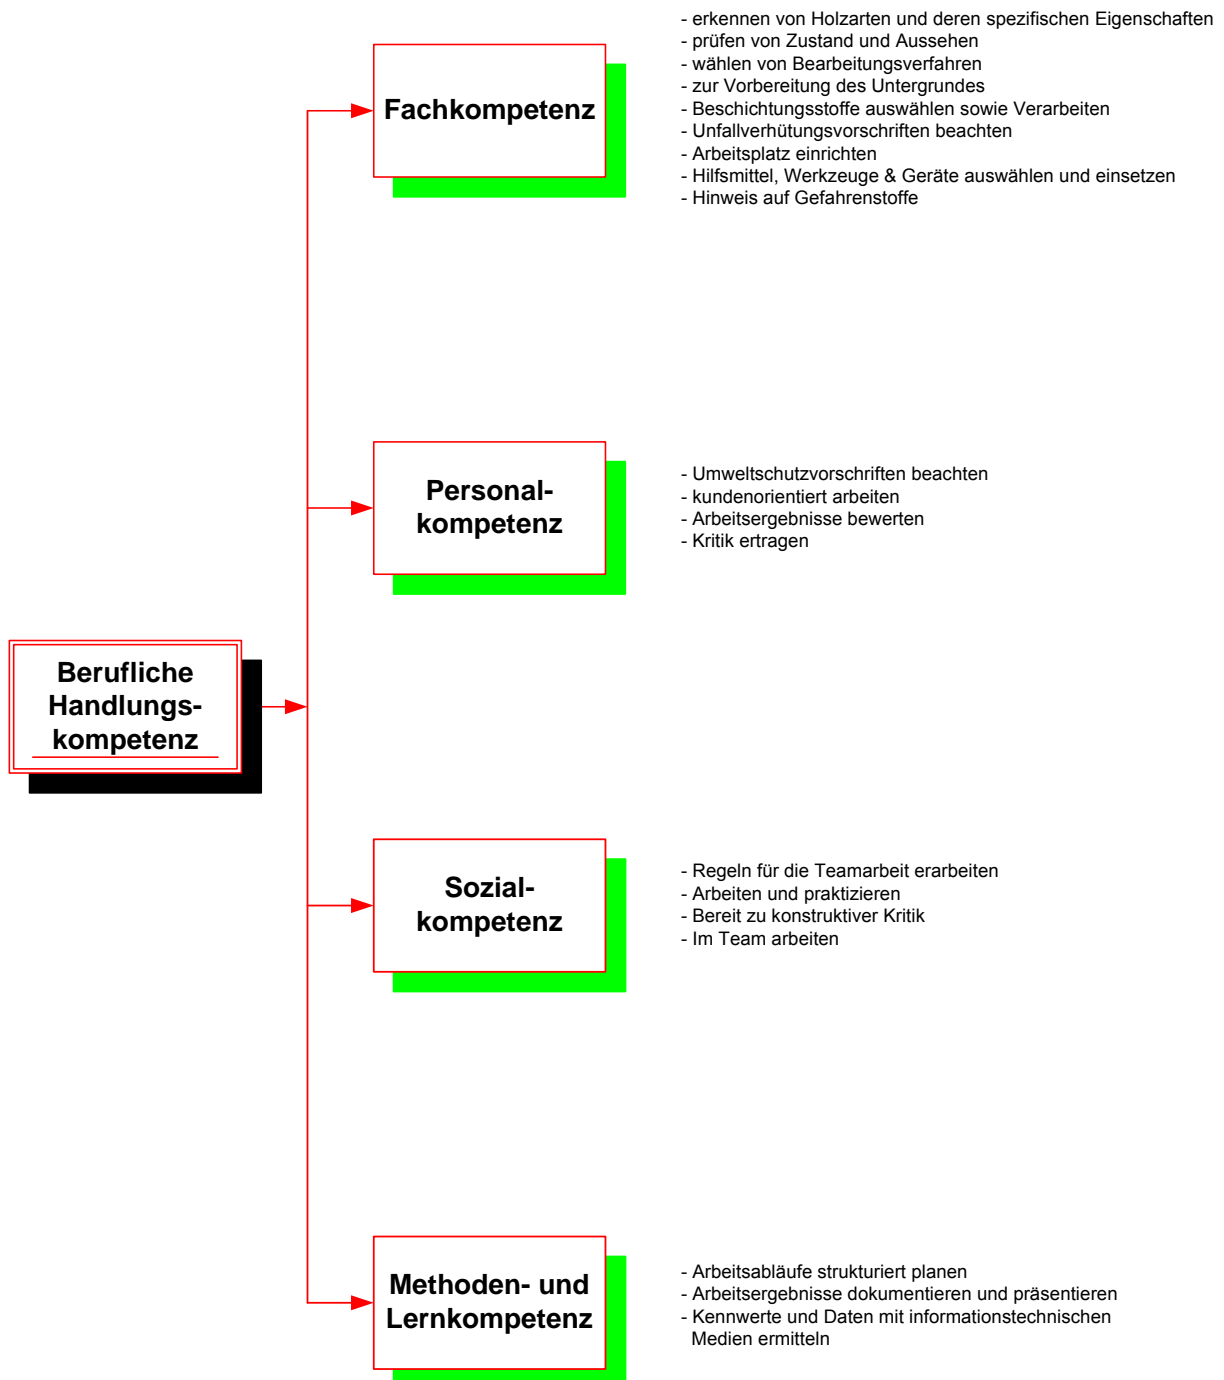 - erkennen von Holzarten und deren spezifischen Eigenschaften
- prüfen von Zustand und Aussehen
- wählen von Bearbeitungsverfahren
- zur Vorbereitung des Untergrundes
- Beschichtungsstoffe auswählen sowie Verarbeiten
- Unfallverhütungsvorschriften beachten
- Arbeitsplatz einrichten
- Hilfsmittel, Werkzeuge & Geräte auswählen und einsetzen
- Hinweis auf Gefahrenstoffe
Fachkompetenz
Personal-
kompetenz
- Umweltschutzvorschriften beachten
- kundenorientiert arbeiten
- Arbeitsergebnisse bewerten
- Kritik ertragen
Berufliche
Handlungs-
kompetenz
Sozial-
kompetenz
- Regeln für die Teamarbeit erarbeiten
- Arbeiten und praktizieren
- Bereit zu konstruktiver Kritik
- Im Team arbeiten
Methoden- und
Lernkompetenz
- Arbeitsabläufe strukturiert planen
- Arbeitsergebnisse dokumentieren und präsentieren
- Kennwerte und Daten mit informationstechnischen
Medien ermitteln